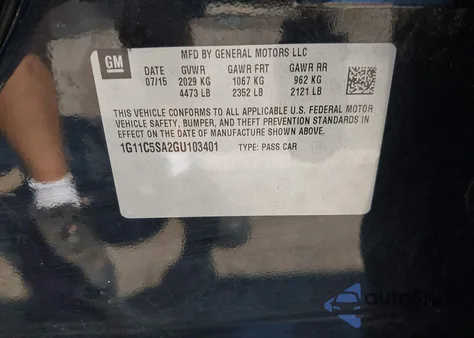 GM
MFD BY GENERAL MOTORS LLC
DATE GVWR GAWR FRT GAWR RR
07/15 2029 KG 1067 KG 962 KG
4473 LB 2352 LB 2121 LB
THIS VEHICLE CONFORMS TO ALL APPLICABLE U.S. FEDERAL MOTOR
VEHICLE SAFETY, BUMPER, AND THEFT PREVENTION STANDARDS IN
EFFECT ON THE DATE OF MANUFACTURE SHOWN ABOVE.
1G11C5SA2GU103401 TYPE: PASS CAR